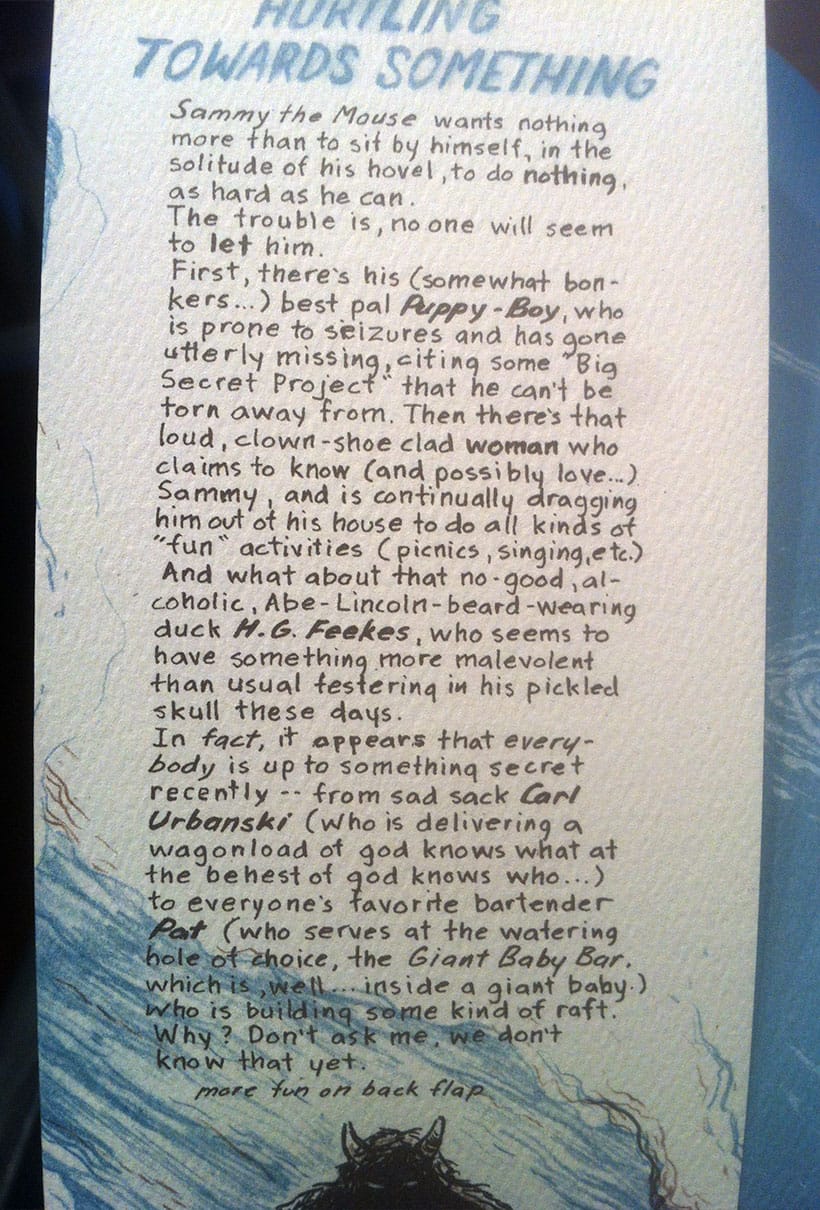 HURTLING
TOWARDS SOMETHING
Sammy the Mouse wants nothing
more than to sit by himself, in the
solitude of his hovel, to do nothing,
as hard as he can.
The trouble is, no one will seem
to let him.
First, there's his (somewhat bon-
kers...) best pal Puppy-Boy, who
is prone to seizures and has gone
utterly missing, citing some "Big
Secret Project" that he can't be
torn away from. Then there's that
loud, clown-shoe clad woman who
claims to know (and possibly love...)
Sammy, and is continually dragging
him out of his house to do all kinds of
"fun" activities (picnics, singing, etc.)
And what about that no-good, al-
coholic, Abe-Lincoln-beard-wearing
duck H.G. Feekes, who seems to
have something more malevolent
than usual festering in his pickled
skull these days.
In fact, it appears that every-
body is up to something secret
recently -- from sad sack Carl
Urbanski (who is delivering a
wagonload of god knows what at
the behest of god knows who...)
to everyone's favorite bartender
Pat (who serves at the watering
hole of choice, the Giant Baby Bar.
which is, well... inside a giant baby.)
who is building some kind of raft.
Why? Don't ask me, we don't
know that yet.
more fun on back flap